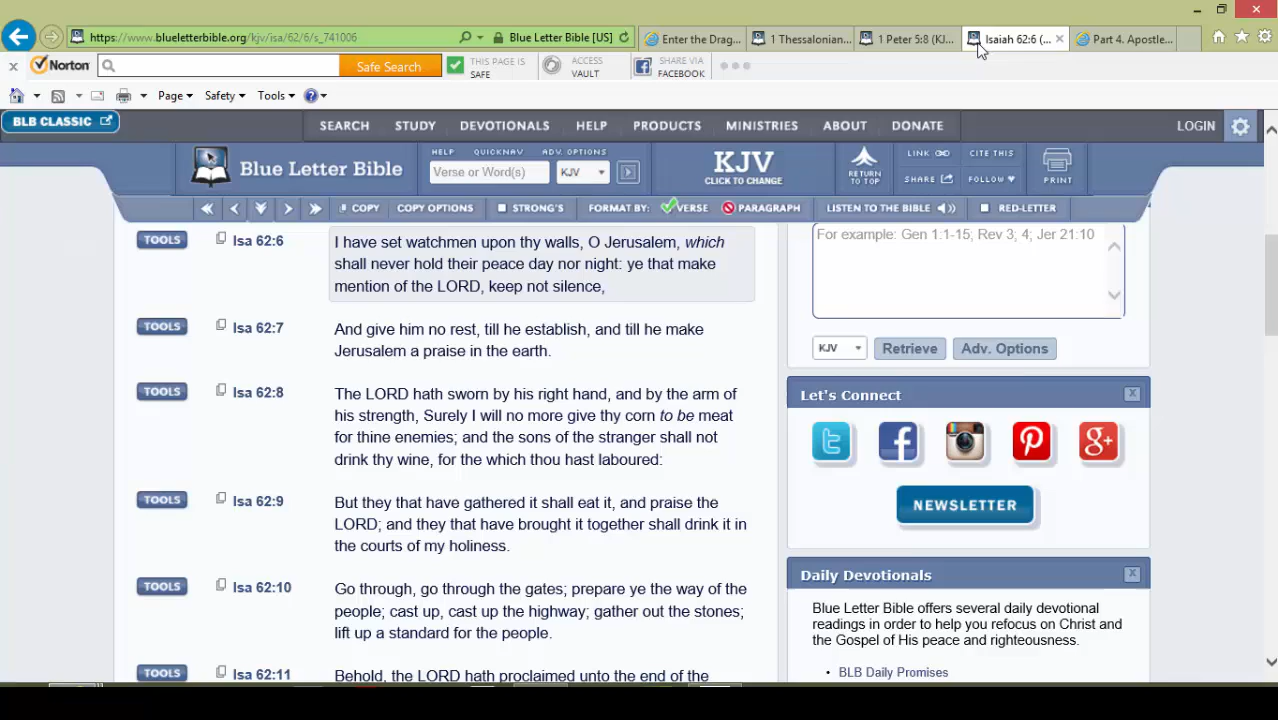 https://www.blueletterbible.org/kjv/isa/62/6/s_741006
Blue Letter Bible [US]
Enter the Drag...
1 Thessalonian...
1 Peter 5:8 (KJ...
Isaiah 62:6 (...
Part 4. Apostle...
Norton
Safe Search
THIS PAGE IS SAFE
ACCESS VAULT
SHARE VIA FACEBOOK
Page
Safety
Tools
BLB CLASSIC
SEARCH
STUDY
DEVOTIONALS
HELP
PRODUCTS
MINISTRIES
ABOUT
DONATE
LOGIN
Blue Letter Bible
HELP
QUICKNAV
ADV. OPTIONS
Verse or Word(s)
KJV
KJV
CLICK TO CHANGE
RETURN
TO TOP
LINK
CITE THIS
SHARE
FOLLOW
PRINT
COPY
COPY OPTIONS
STRONG'S
FORMAT BY:
VERSE
PARAGRAPH
LISTEN TO THE BIBLE
RED-LETTER
TOOLS
Isa 62:6
I have set watchmen upon thy walls, O Jerusalem, which
shall never hold their peace day nor night: ye that make
mention of the LORD, keep not silence,
TOOLS
Isa 62:7
And give him no rest, till he establish, and till he make
Jerusalem a praise in the earth.
TOOLS
Isa 62:8
The LORD hath sworn by his right hand, and by the arm of
his strength, Surely I will no more give thy corn to be meat
for thine enemies; and the sons of the stranger shall not
drink thy wine, for the which thou hast laboured:
TOOLS
Isa 62:9
But they that have gathered it shall eat it, and praise the
LORD; and they that have brought it together shall drink it in
the courts of my holiness.
TOOLS
Isa 62:10
Go through, go through the gates; prepare ye the way of the
people; cast up, cast up the highway; gather out the stones;
lift up a standard for the people.
TOOLS
Isa 62:11
Behold, the LORD hath proclaimed unto the end of the
For example: Gen 1:1-15; Rev 3; 4; Jer 21:10
KJV
Retrieve
Adv. Options
Let's Connect
NEWSLETTER
Daily Devotionals
Blue Letter Bible offers several daily devotional
readings in order to help you refocus on Christ and
the Gospel of His peace and righteousness.
BLB Daily Promises